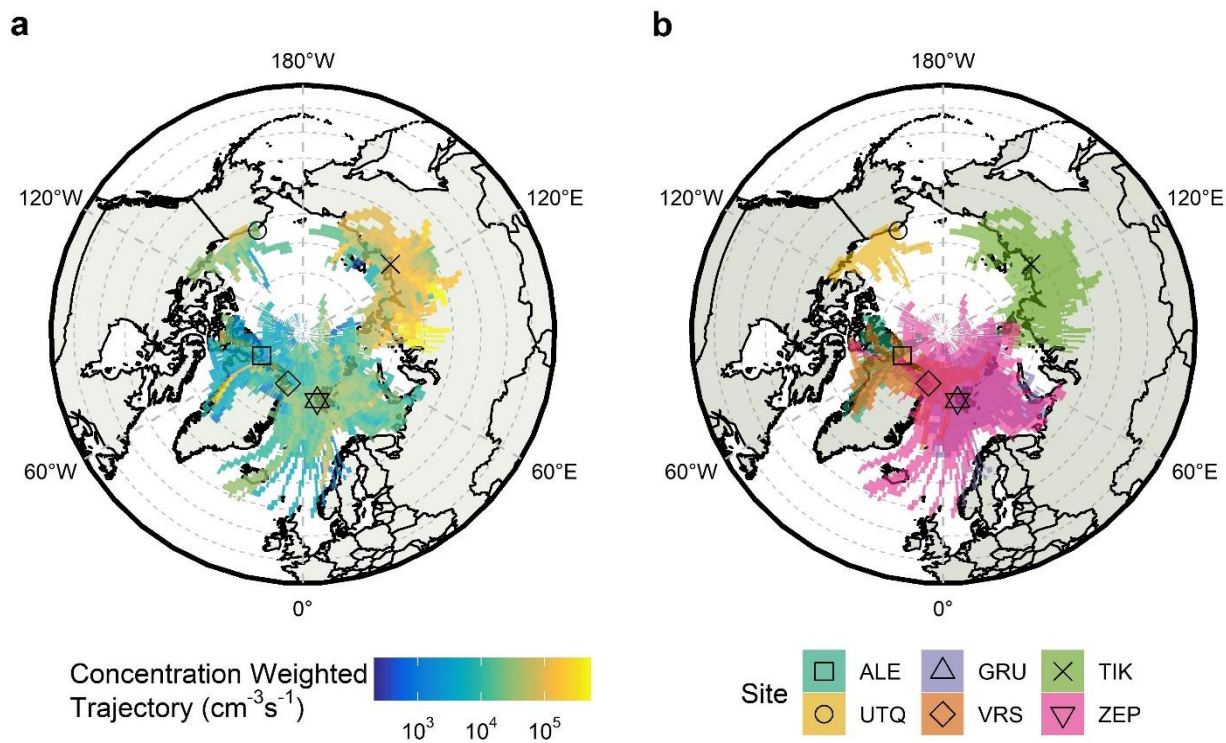 a
b
180°W
180°W
120°W
120°E
120°W
120°E
60°W
60°E
60°W
60°E
0°
0°
Concentration Weighted
Trajectory (cm⁻³s⁻¹)
10³ 10⁴ 10⁵
Site
ALE GRU TIK
UTQ VRS ZEP